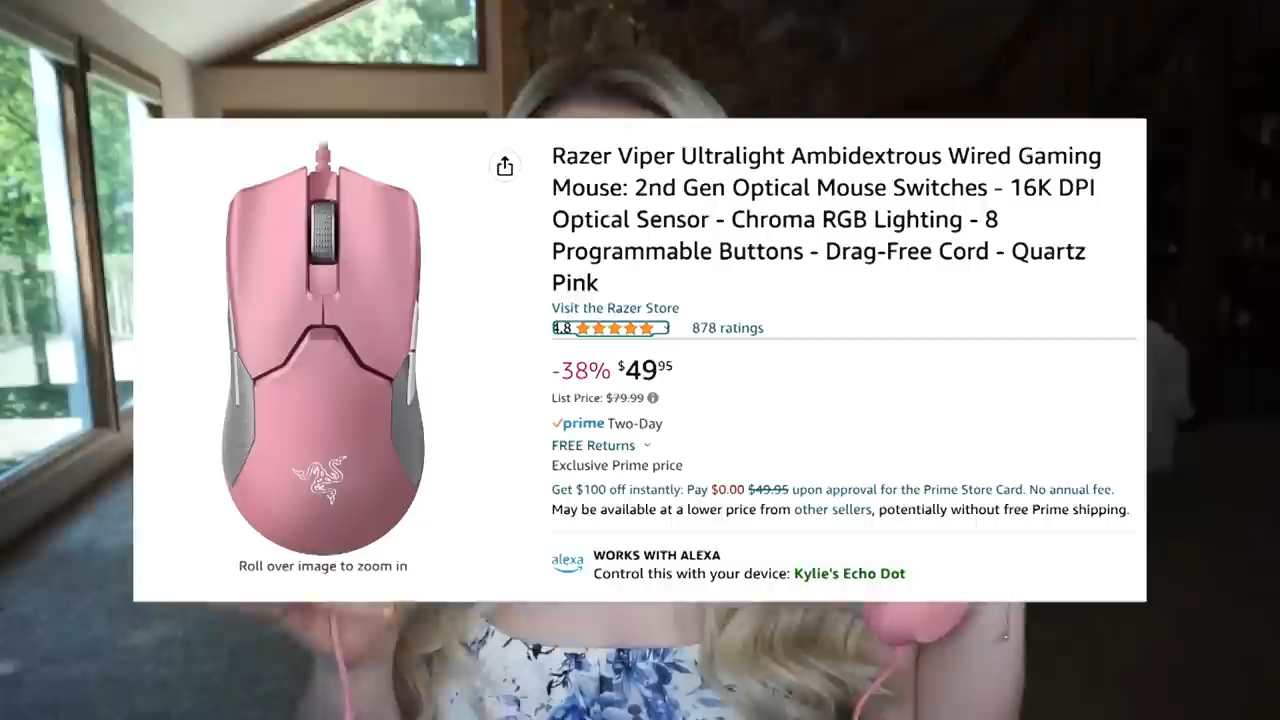 Razer Viper Ultralight Ambidextrous Wired Gaming
Mouse: 2nd Gen Optical Mouse Switches - 16K DPI
Optical Sensor - Chroma RGB Lighting - 8
Programmable Buttons - Drag-Free Cord - Quartz
Pink
Visit the Razer Store
4.8 878 ratings
-38% $49.95
List Price: $79.99
prime Two-Day
FREE Returns
Exclusive Prime price
Get $100 off instantly: Pay $0.00 $49.95 upon approval for the Prime Store Card. No annual fee.
May be available at a lower price from other sellers, potentially without free Prime shipping.
alexa WORKS WITH ALEXA
Control this with your device: Kylie's Echo Dot
Roll over image to zoom in